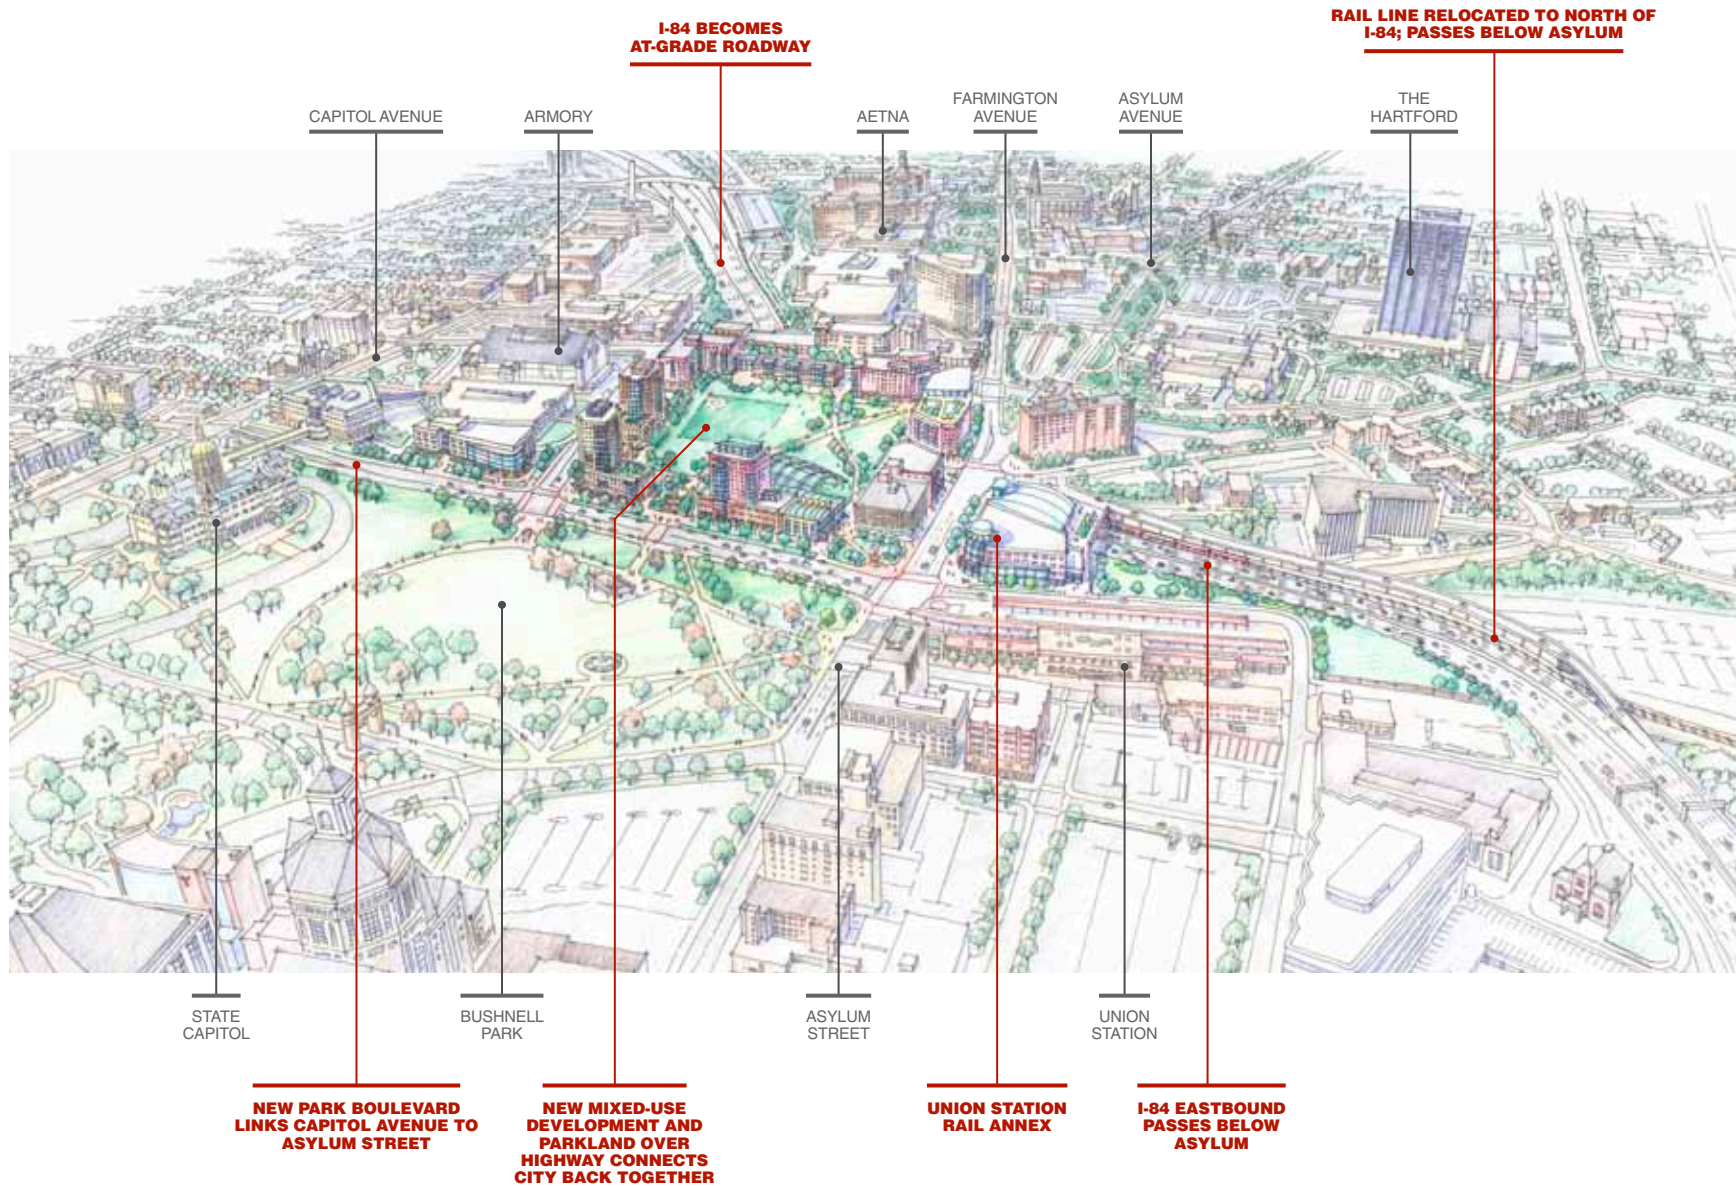 I-84 BECOMES
AT-GRADE ROADWAY
RAIL LINE RELOCATED TO NORTH OF
I-84; PASSES BELOW ASYLUM
CAPITOL AVENUE
ARMORY
AETNA
FARMINGTON
AVENUE
ASYLUM
AVENUE
THE
HARTFORD
STATE
CAPITOL
BUSHNELL
PARK
ASYLUM
STREET
UNION
STATION
NEW PARK BOULEVARD
LINKS CAPITOL AVENUE TO
ASYLUM STREET
NEW MIXED-USE
DEVELOPMENT AND
PARKLAND OVER
HIGHWAY CONNECTS
CITY BACK TOGETHER
UNION STATION
RAIL ANNEX
I-84 EASTBOUND
PASSES BELOW
ASYLUM